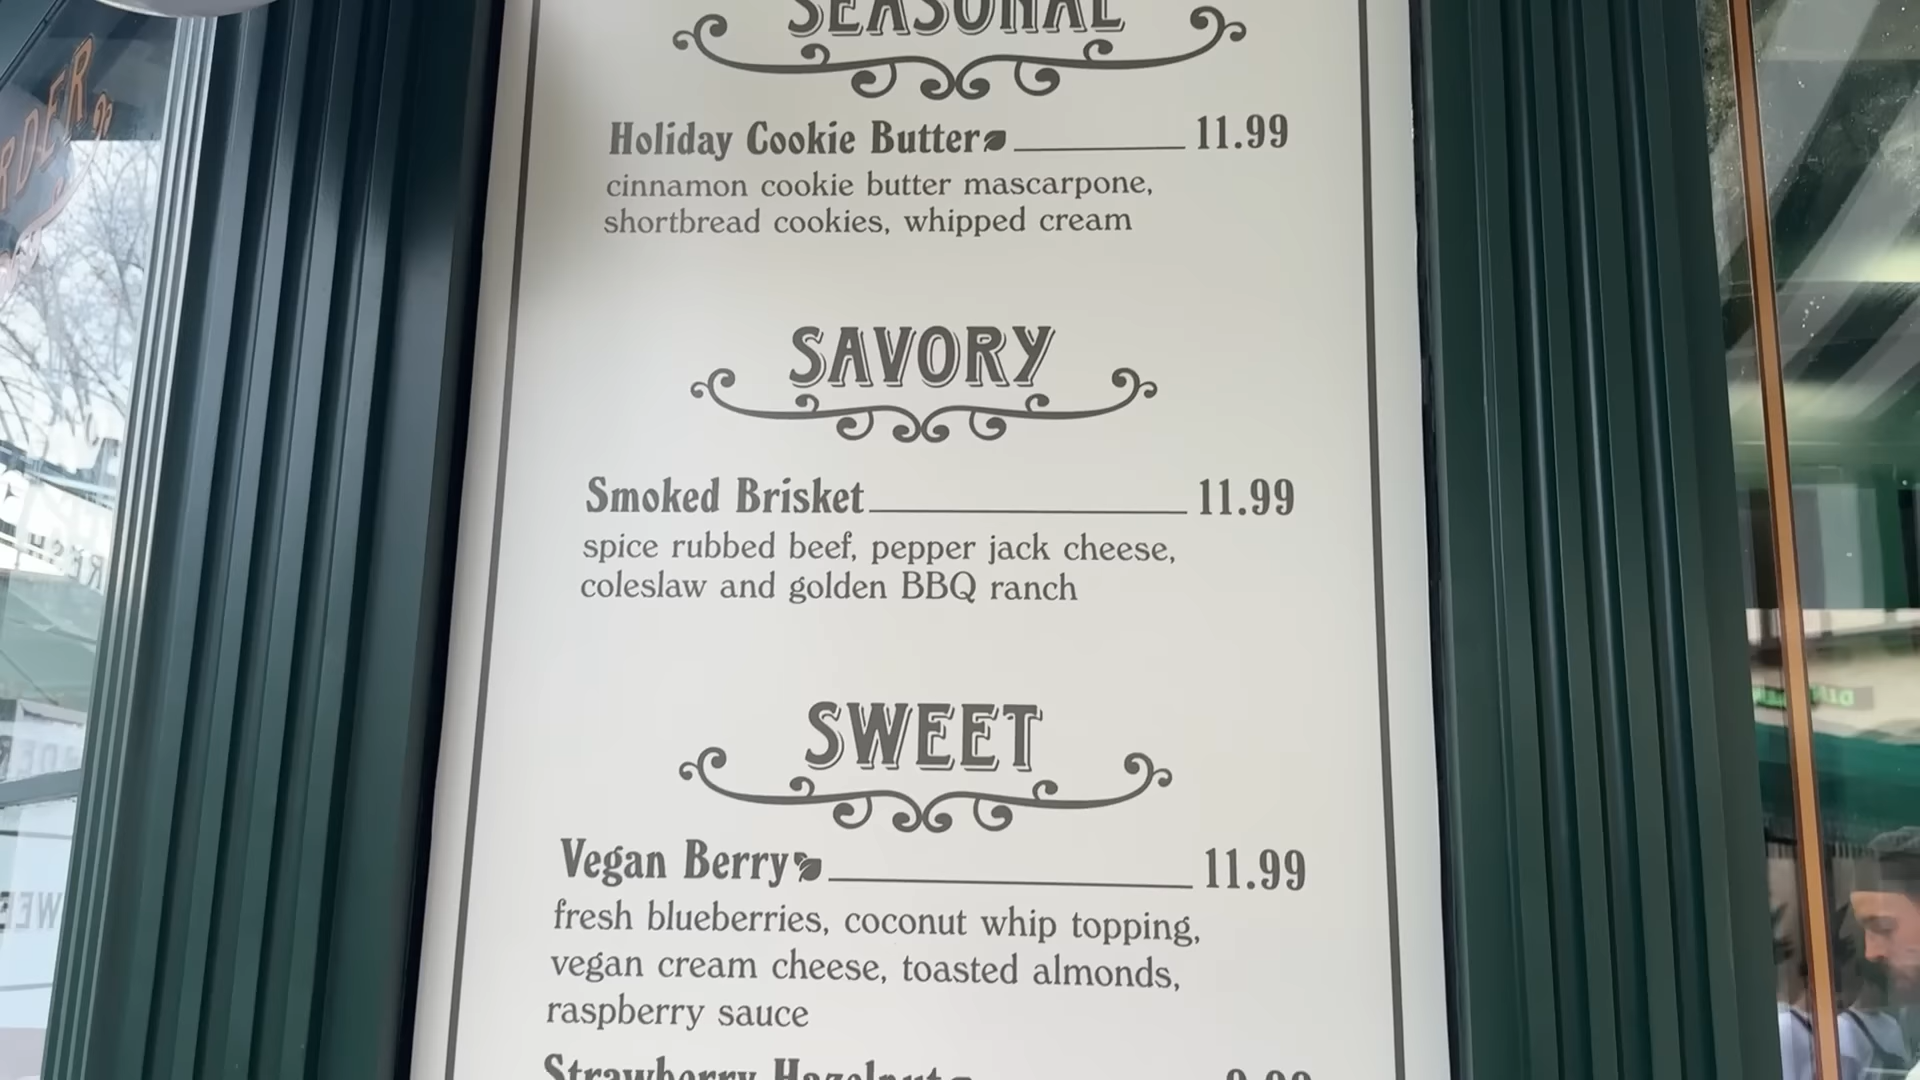 SEASONAL
Holiday Cookie Butter 11.99
cinnamon cookie butter mascarpone,
shortbread cookies, whipped cream
SAVORY
Smoked Brisket 11.99
spice rubbed beef, pepper jack cheese,
coleslaw and golden BBQ ranch
SWEET
Vegan Berry 11.99
fresh blueberries, coconut whip topping,
vegan cream cheese, toasted almonds,
raspberry sauce
Strawberry Hazelnut